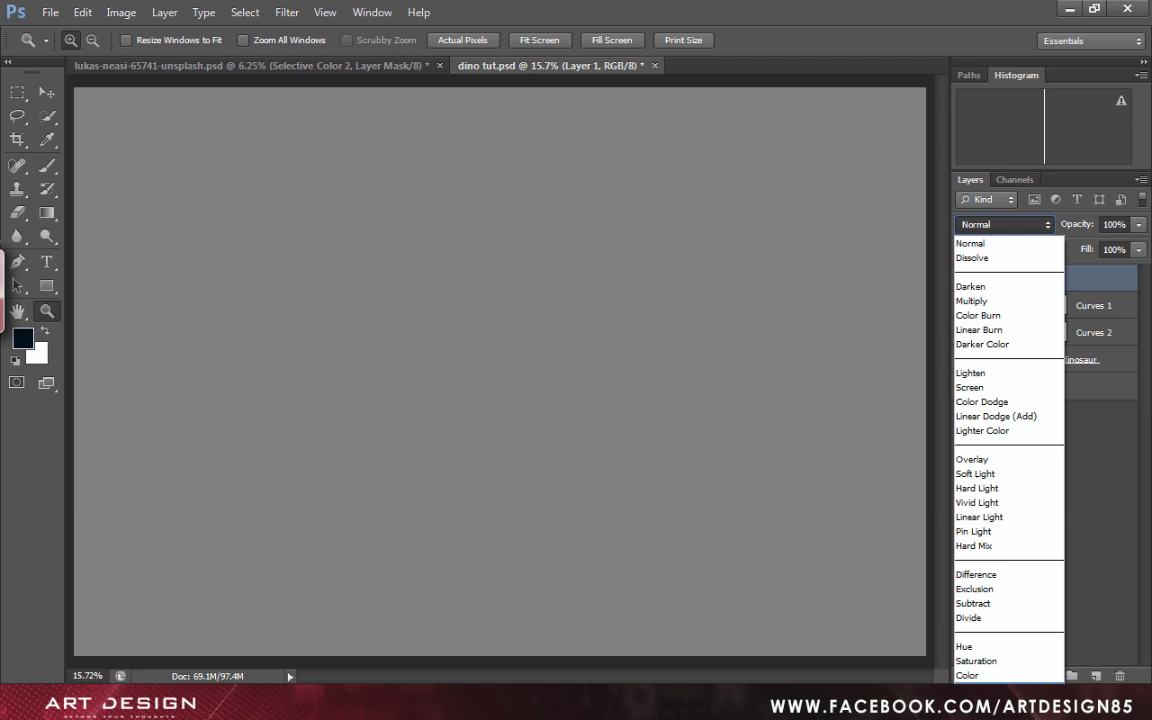 Ps File Edit Image Layer Type Select Filter View Window Help
Resize Windows to Fit Zoom All Windows Scrubby Zoom Actual Pixels Fit Screen Fill Screen Print Size Essentials
lukas-neasi-65741-unsplash.psd @ 6.25% (Selective Color 2, Layer Mask/8) * × dino tut.psd @ 15.7% (Layer 1, RGB/8) * ×
Paths Histogram
Layers Channels
Kind
Normal Opacity: 100%
Fill: 100%
Normal
Dissolve
Darken
Multiply
Color Burn
Linear Burn
Darker Color
Lighten
Screen
Color Dodge
Linear Dodge (Add)
Lighter Color
Overlay
Soft Light
Hard Light
Vivid Light
Linear Light
Pin Light
Hard Mix
Difference
Exclusion
Subtract
Divide
Hue
Saturation
Color
Curves 1
Curves 2
inosaur
15.72% Doc: 69.1M/97.4M
ART DESIGN
BEYOND YOUR THOUGHTS
WWW.FACEBOOK.COM/ARTDESIGN85